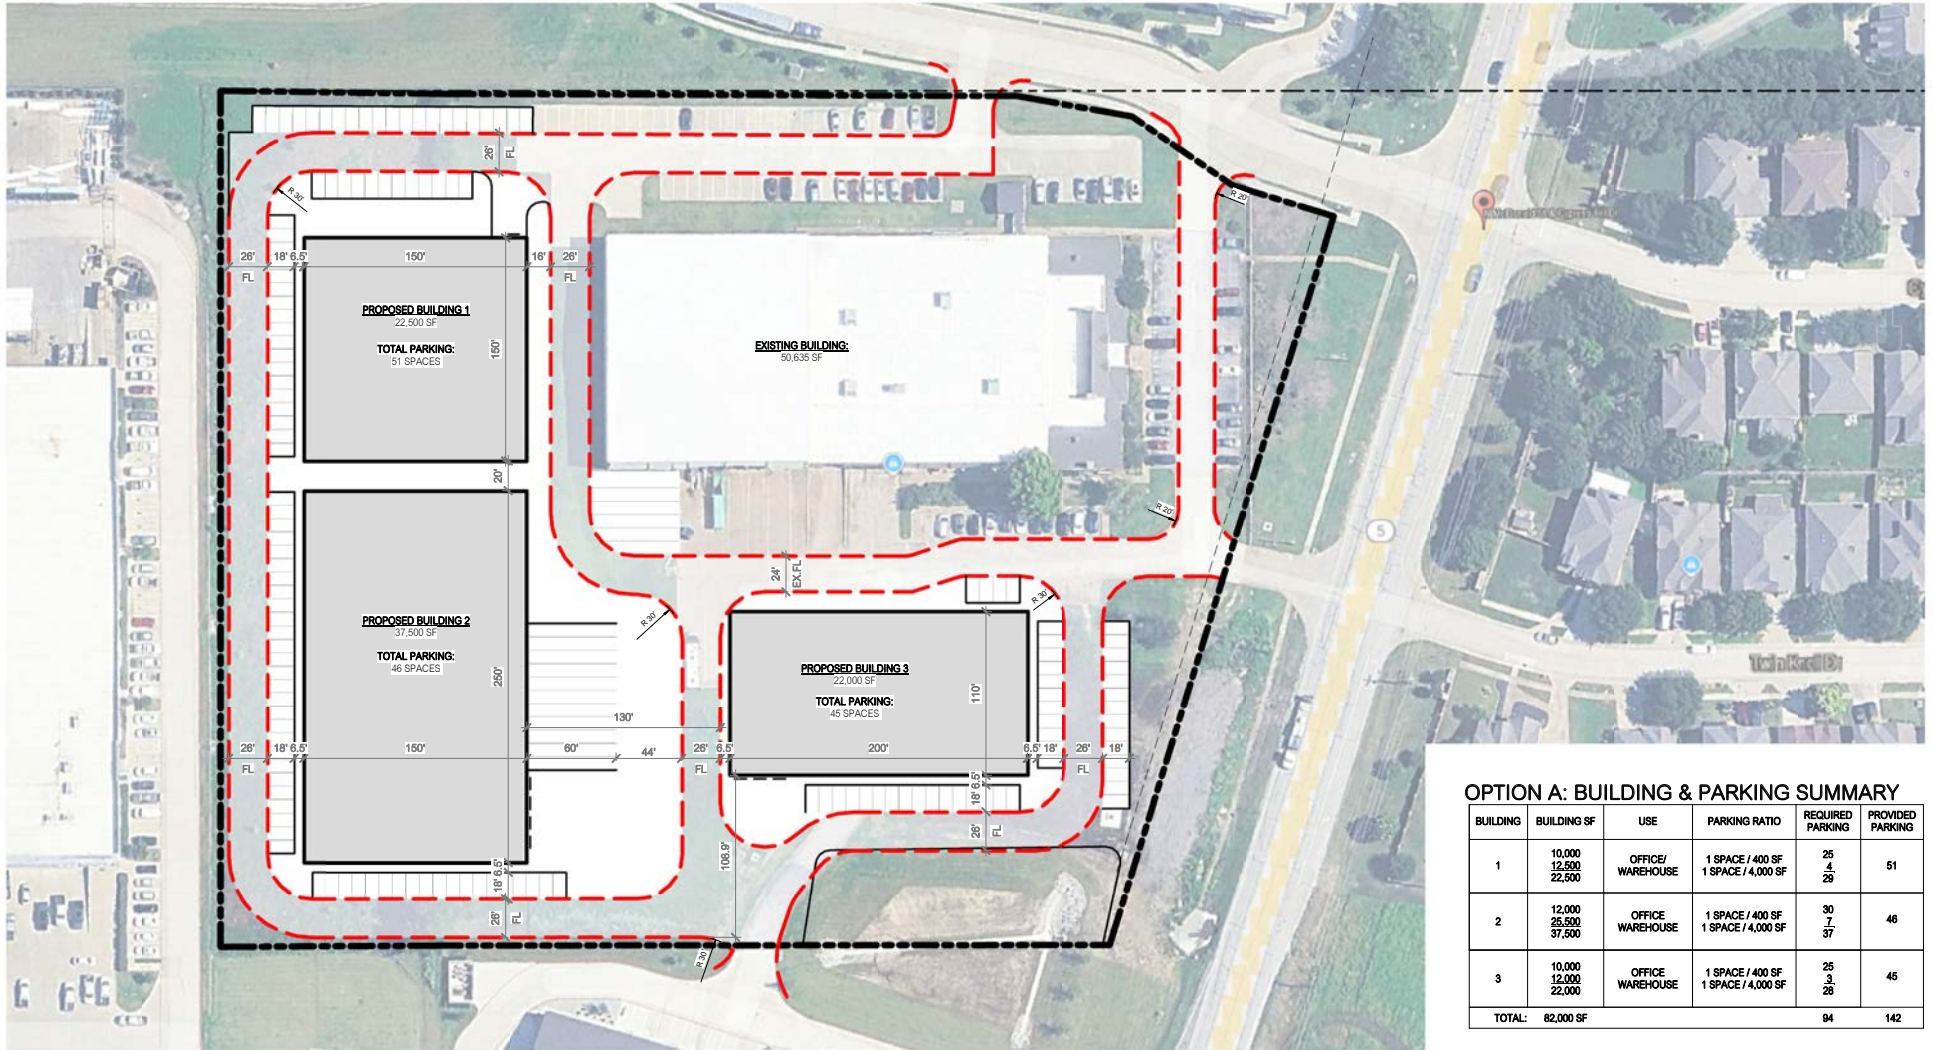 26'
FL
R 30'
R 20'
26'
FL
18'
6.5'
150'
16'
26'
FL
PROPOSED BUILDING 1
22,500 SF
TOTAL PARKING:
51 SPACES
150'
EXISTING BUILDING:
50,635 SF
20'
R 20'
5
24'
EX.FL
R 30'
R 30'
PROPOSED BUILDING 2
37,500 SF
TOTAL PARKING:
46 SPACES
250'
PROPOSED BUILDING 3
22,000 SF
TOTAL PARKING:
45 SPACES
110'
Twin Knoll Dr
130'
26'
FL
18'
6.5'
150'
60'
44'
26'
FL
6.5'
200'
6.5'
18'
26'
FL
18'
18' 6.5'
26'
FL
108.9'
18' 6.5'
26'
FL
R 30'
OPTION A: BUILDING & PARKING SUMMARY
BUILDING BUILDING SF USE PARKING RATIO REQUIRED PARKING PROVIDED PARKING
1
10,000
12,500
22,500
OFFICE/
WAREHOUSE
1 SPACE / 400 SF
1 SPACE / 4,000 SF
25
4
29
51
2
12,000
25,500
37,500
OFFICE
WAREHOUSE
1 SPACE / 400 SF
1 SPACE / 4,000 SF
30
7
37
46
3
10,000
12,000
22,000
OFFICE
WAREHOUSE
1 SPACE / 400 SF
1 SPACE / 4,000 SF
25
3
28
45
TOTAL: 82,000 SF 94 142